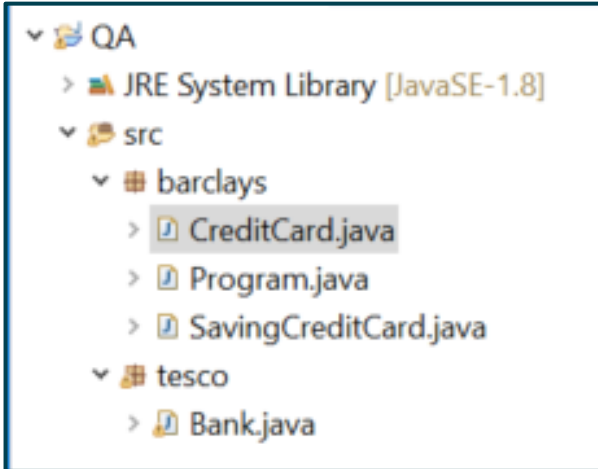 QA
JRE System Library [JavaSE-1.8]
src
barclays
CreditCard.java
Program.java
SavingCreditCard.java
tesco
Bank.java